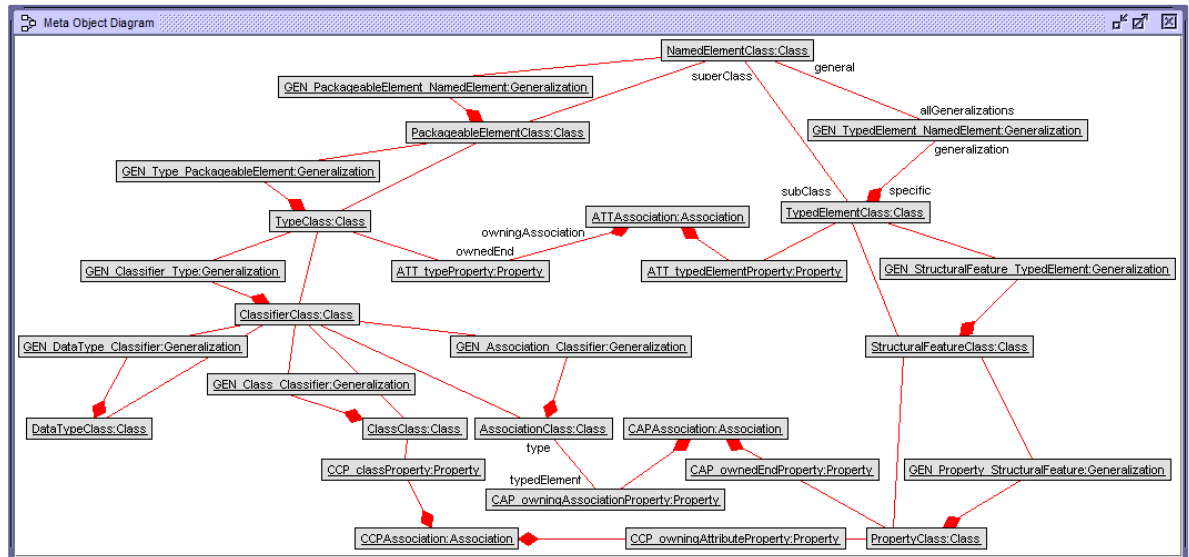 Meta Object Diagram
NamedElementClass:Class
superClass
general
GEN_PackageableElement_NamedElement:Generalization
allGeneralizations
PackageableElementClass:Class
GEN_TypedElement_NamedElement:Generalization
generalization
GEN_Type_PackageableElement:Generalization
subClass
specific
TypeClass:Class
ATTAssociation:Association
TypedElementClass:Class
owningAssociation
ownedEnd
GEN_Classifier_Type:Generalization
ATT_typeProperty:Property
ATT_typedElementProperty:Property
GEN_StructuralFeature_TypedElement:Generalization
ClassifierClass:Class
GEN_DataType_Classifier:Generalization
GEN_Association_Classifier:Generalization
StructuralFeatureClass:Class
GEN_Class_Classifier:Generalization
DataTypeClass:Class
ClassClass:Class
AssociationClass:Class
CAPAssociation:Association
type
CCP_classProperty:Property
CAP_ownedEndProperty:Property
GEN_Property_StructuralFeature:Generalization
typedElement
CAP_owningAssociationProperty:Property
CCPAssociation:Association
CCP_owningAttributeProperty:Property
PropertyClass:Class